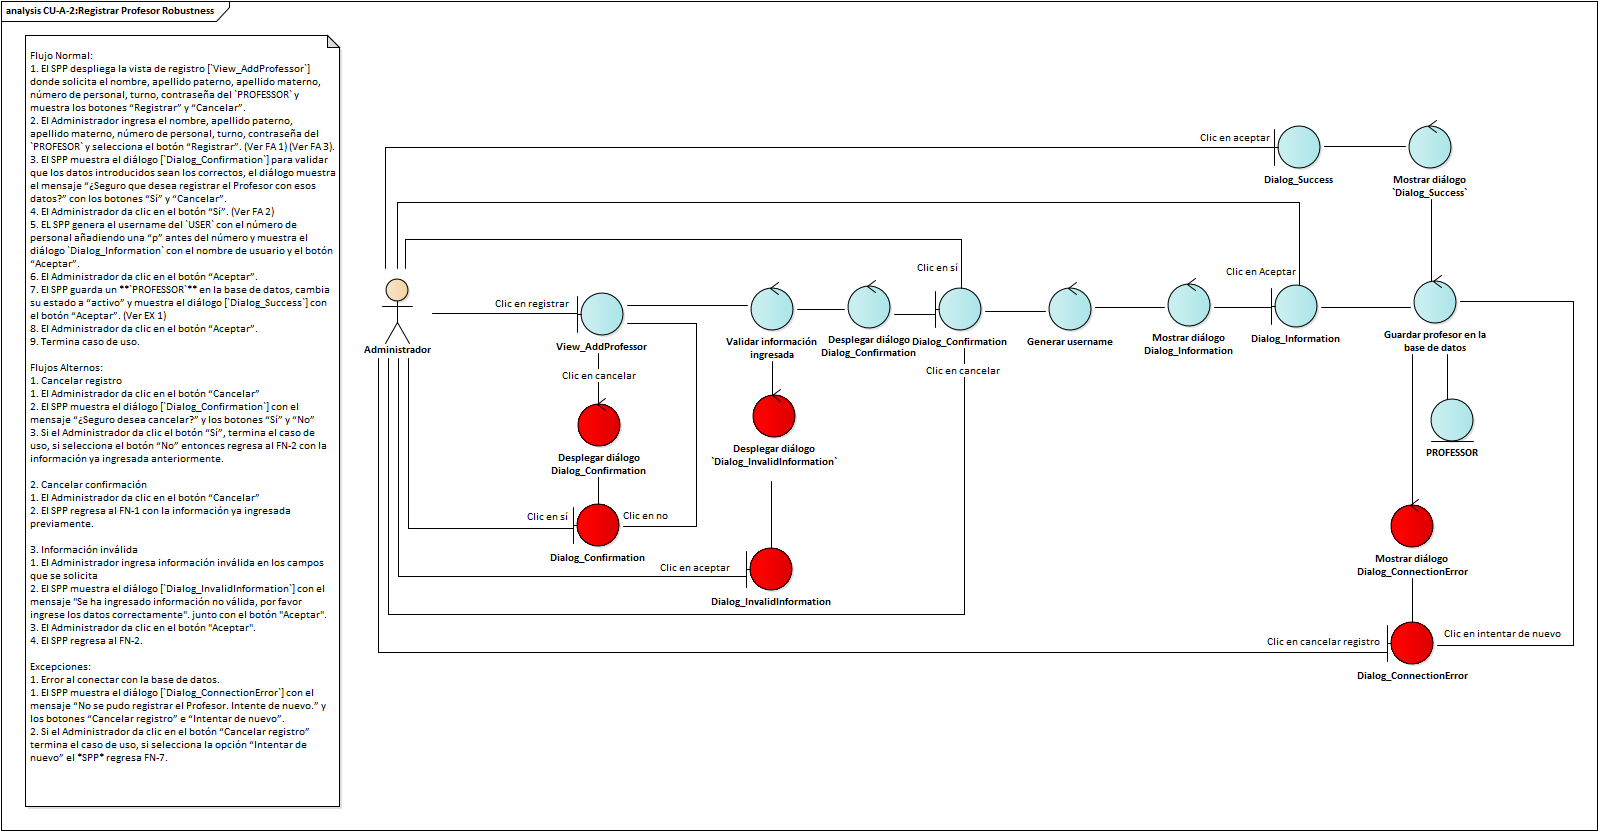 analysis CU-A-2:Registrar Profesor Robustness
Flujo Normal:
1. El SPP despliega la vista de registro [`View_AddProfessor`]
donde solicita el nombre, apellido paterno, apellido materno,
número de personal, turno, contraseña del `PROFESSOR` y
muestra los botones “Registrar” y “Cancelar”.
2. El Administrador ingresa el nombre, apellido paterno,
apellido materno, número de personal, turno, contraseña del
`PROFESOR` y selecciona el botón “Registrar”. (Ver FA 1) (Ver FA 3).
3. El SPP muestra el diálogo [`Dialog_Confirmation`] para validar
que los datos introducidos sean los correctos, el diálogo muestra
el mensaje “¿Seguro que desea registrar el Profesor con esos
datos?” con los botones “Sí” y “Cancelar”.
4. El Administrador da clic en el botón “Sí”. (Ver FA 2)
5. EL SPP genera el username del `USER` con el número de
personal añadiendo una “p” antes del número y muestra el
diálogo `Dialog_Information` con el nombre de usuario y el botón
“Aceptar”.
6. El Administrador da clic en el botón “Aceptar”.
7. El SPP guarda un **`PROFESSOR`** en la base de datos, cambia
su estado a “activo” y muestra el diálogo [`Dialog_Success`] con
el botón “Aceptar”. (Ver EX 1)
8. El Administrador da clic en el botón “Aceptar”.
9. Termina caso de uso.
Flujos Alternos:
1. Cancelar registro
1. El Administrador da clic en el botón “Cancelar”
2. El SPP muestra el diálogo [`Dialog_Confirmation`] con el
mensaje “¿Seguro desea cancelar?” y los botones “Sí” y “No”
3. Si el Administrador da clic el botón “Sí”, termina el caso de
uso, si selecciona el botón “No” entonces regresa al FN-2 con la
información ya ingresada anteriormente.
2. Cancelar confirmación
1. El Administrador da clic en el botón “Cancelar”
2. El SPP regresa al FN-1 con la información ya ingresada
previamente.
3. Información inválida
1. El Administrador ingresa información inválida en los campos
que se solicita
2. El SPP muestra el diálogo [`Dialog_InvalidInformation`] con el
mensaje “Se ha ingresado información no válida, por favor
ingrese los datos correctamente". junto con el botón "Aceptar".
3. El Administrador da clic en el botón "Aceptar".
4. El SPP regresa al FN-2.
Excepciones:
1. Error al conectar con la base de datos.
1. El SPP muestra el diálogo [`Dialog_ConnectionError`] con el
mensaje “No se pudo registrar el Profesor. Intente de nuevo.” y
los botones “Cancelar registro” e “Intentar de nuevo”.
2. Si el Administrador da clic en el botón “Cancelar registro”
termina el caso de uso, si selecciona la opción “Intentar de
nuevo” el *SPP* regresa FN-7.
Clic en aceptar
Dialog_Success
Mostrar diálogo
`Dialog_Success`
Clic en sí
Clic en Aceptar
Clic en registrar
Administrador
View_AddProfessor
Validar información
ingresada
Desplegar diálogo
Dialog_Confirmation
Dialog_Confirmation
Generar username
Mostrar diálogo
Dialog_Information
Dialog_Information
Guardar profesor en la
base de datos
Clic en cancelar
Clic en cancelar
Desplegar diálogo
Dialog_Confirmation
Desplegar diálogo
`Dialog_InvalidInformation`
PROFESSOR
Clic en sí
Clic en no
Dialog_Confirmation
Mostrar diálogo
Dialog_ConnectionError
Clic en aceptar
Dialog_InvalidInformation
Clic en cancelar registro
Clic en intentar de nuevo
Dialog_ConnectionError